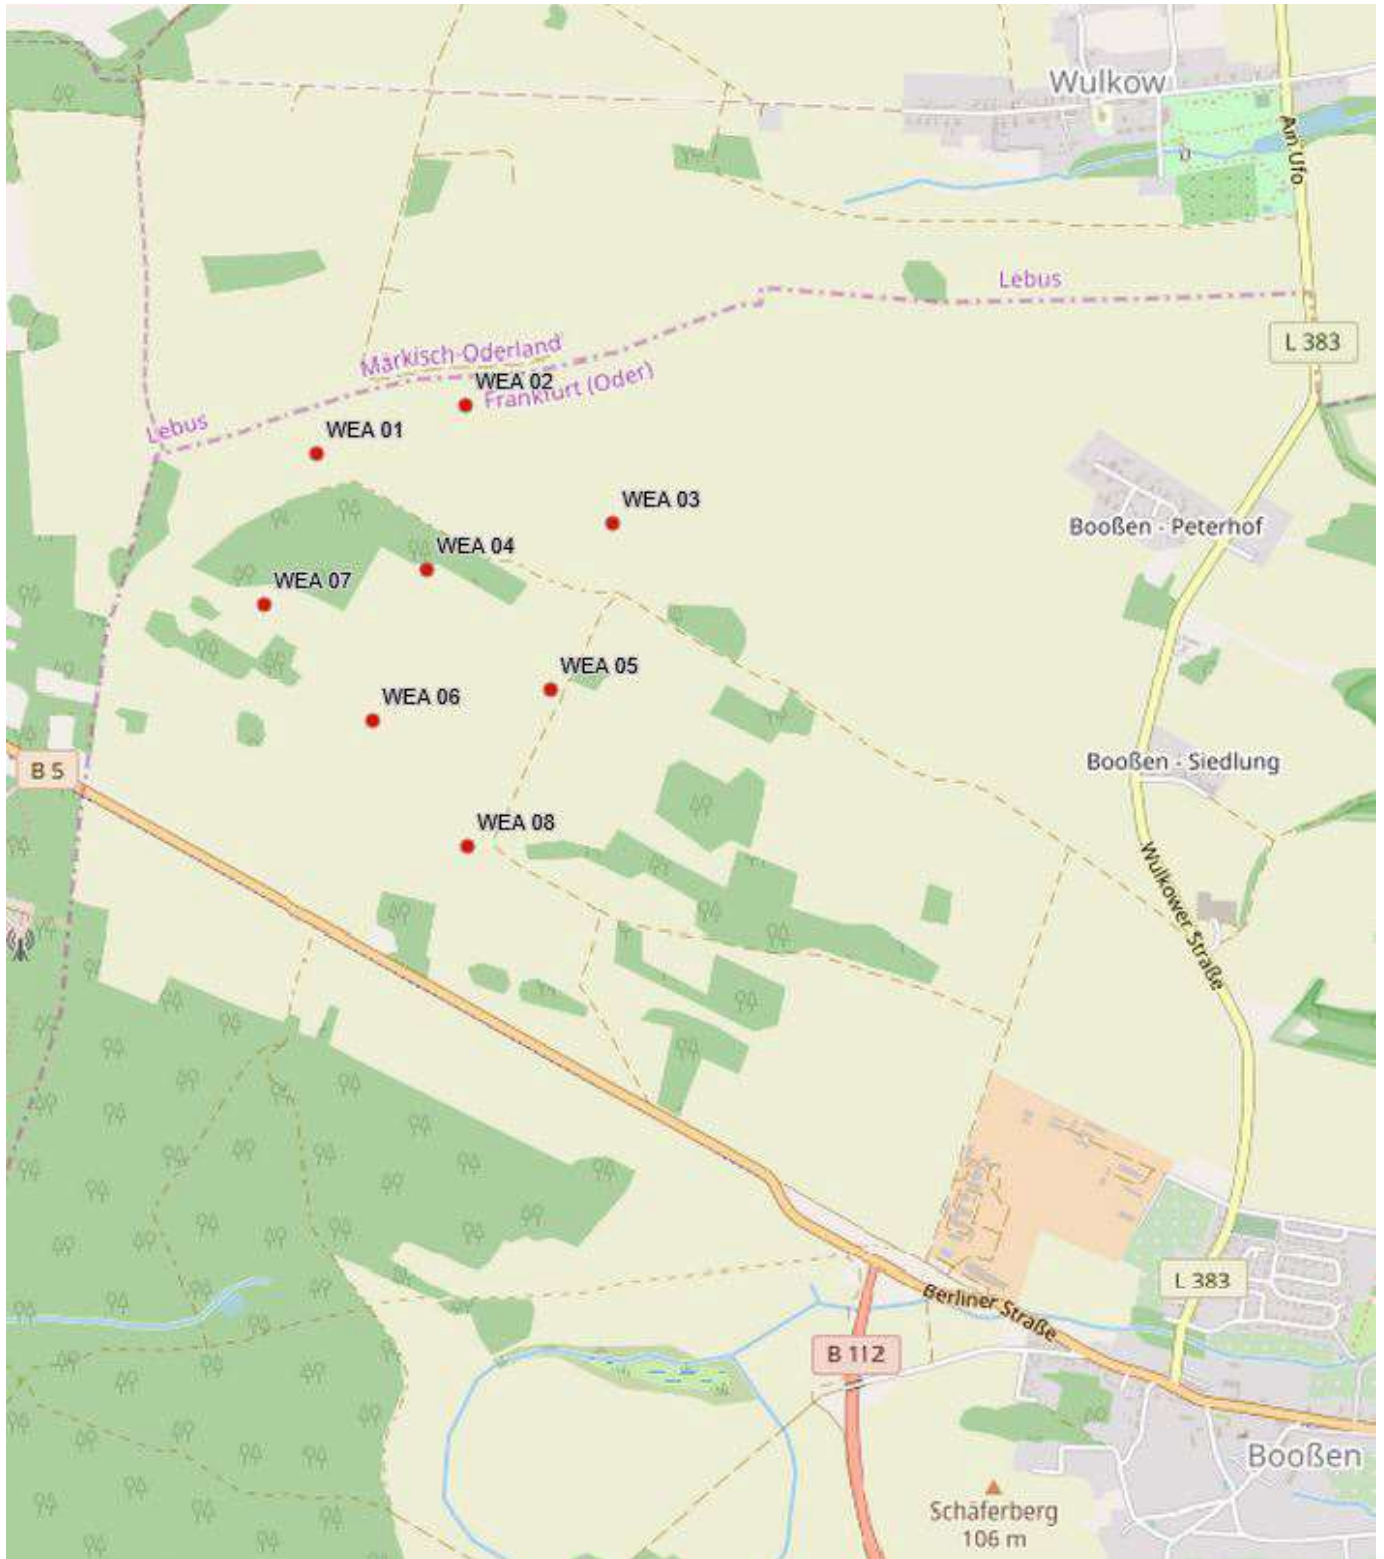 Wulkow
Am Ufo
Lebus
L 383
Märkisch-Oderland
WEA 02
Frankfurt (Oder)
Lebus
WEA 01
WEA 03
Booßen - Peterhof
WEA 04
WEA 07
WEA 05
WEA 06
B 5
Booßen - Siedlung
WEA 08
Wulkower Straße
L 383
Berliner Straße
B 112
Booßen
Schäferberg
106 m